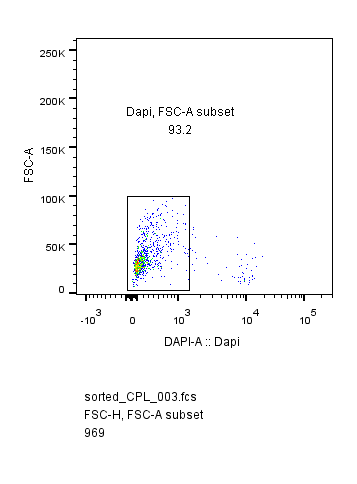 250K
200K
150K
100K
50K
0
FSC-A
Dapi, FSC-A subset
93.2
-10^3 0 10^3 10^4 10^5
DAPI-A :: Dapi
sorted_CPL_003.fcs
FSC-H, FSC-A subset
969